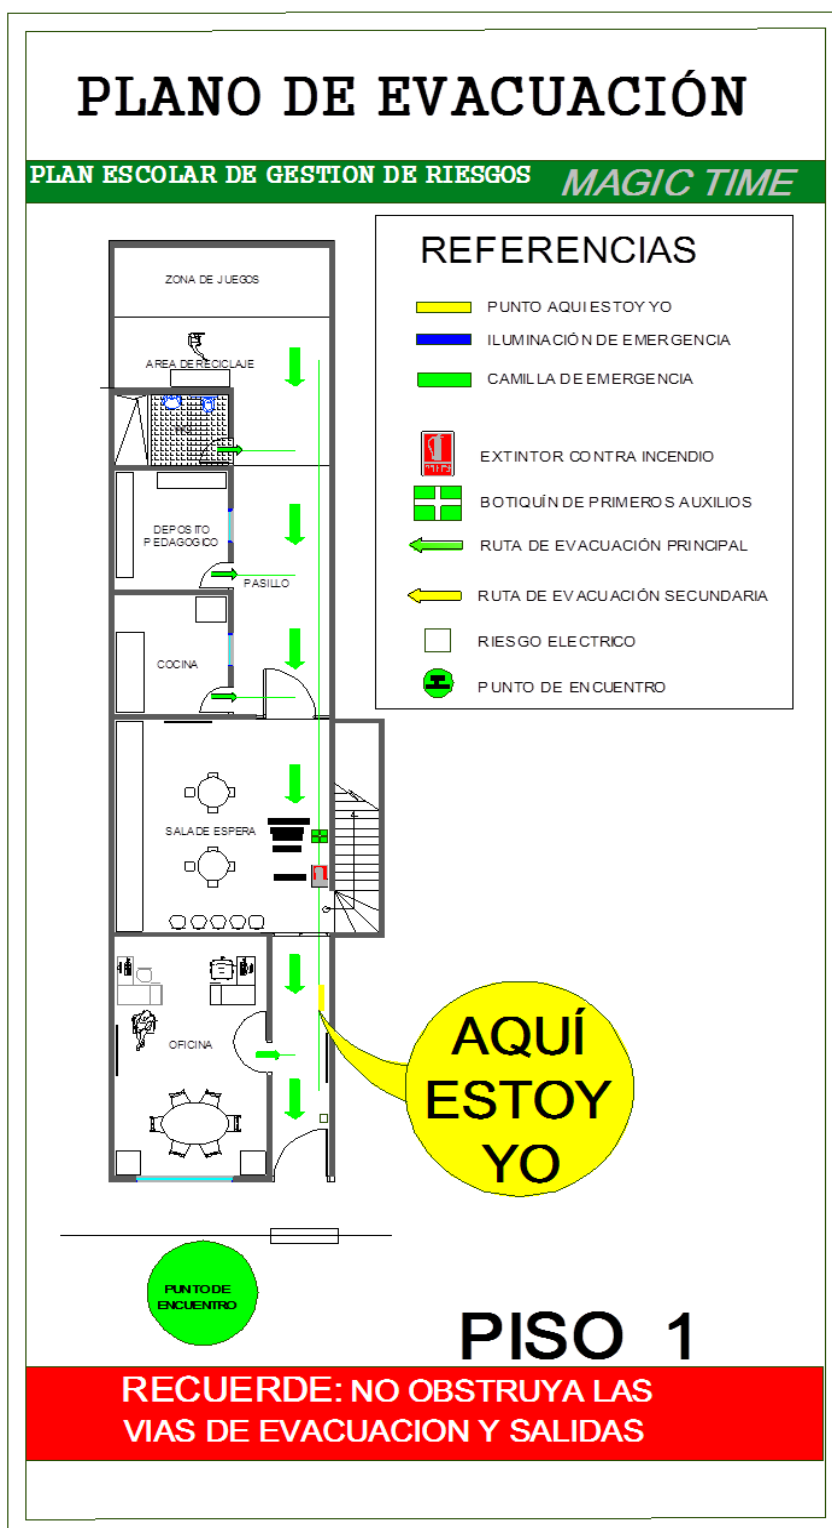 PLANO DE EVACUACIÓN
PLAN ESCOLAR DE GESTION DE RIESGOS
MAGIC TIME
REFERENCIAS
PUNTO AQUI ESTOY YO
ILUMINACIÓN DE EMERGENCIA
CAMILLA DE EMERGENCIA
EXTINTOR CONTRA INCENDIO
BOTIQUÍN DE PRIMEROS AUXILIOS
RUTA DE EVACUACIÓN PRINCIPAL
RUTA DE EVACUACIÓN SECUNDARIA
RIESGO ELECTRICO
PUNTO DE ENCUENTRO
ZONA DE JUEGOS
AREA DE RECICLAJE
DEPOSITO
PEDAGOGICO
PASILLO
COCINA
SALA DE ESPERA
OFICINA
AQUÍ
ESTOY
YO
PUNTO DE
ENCUENTRO
PISO 1
RECUERDE: NO OBSTRUYA LAS
VIAS DE EVACUACION Y SALIDAS